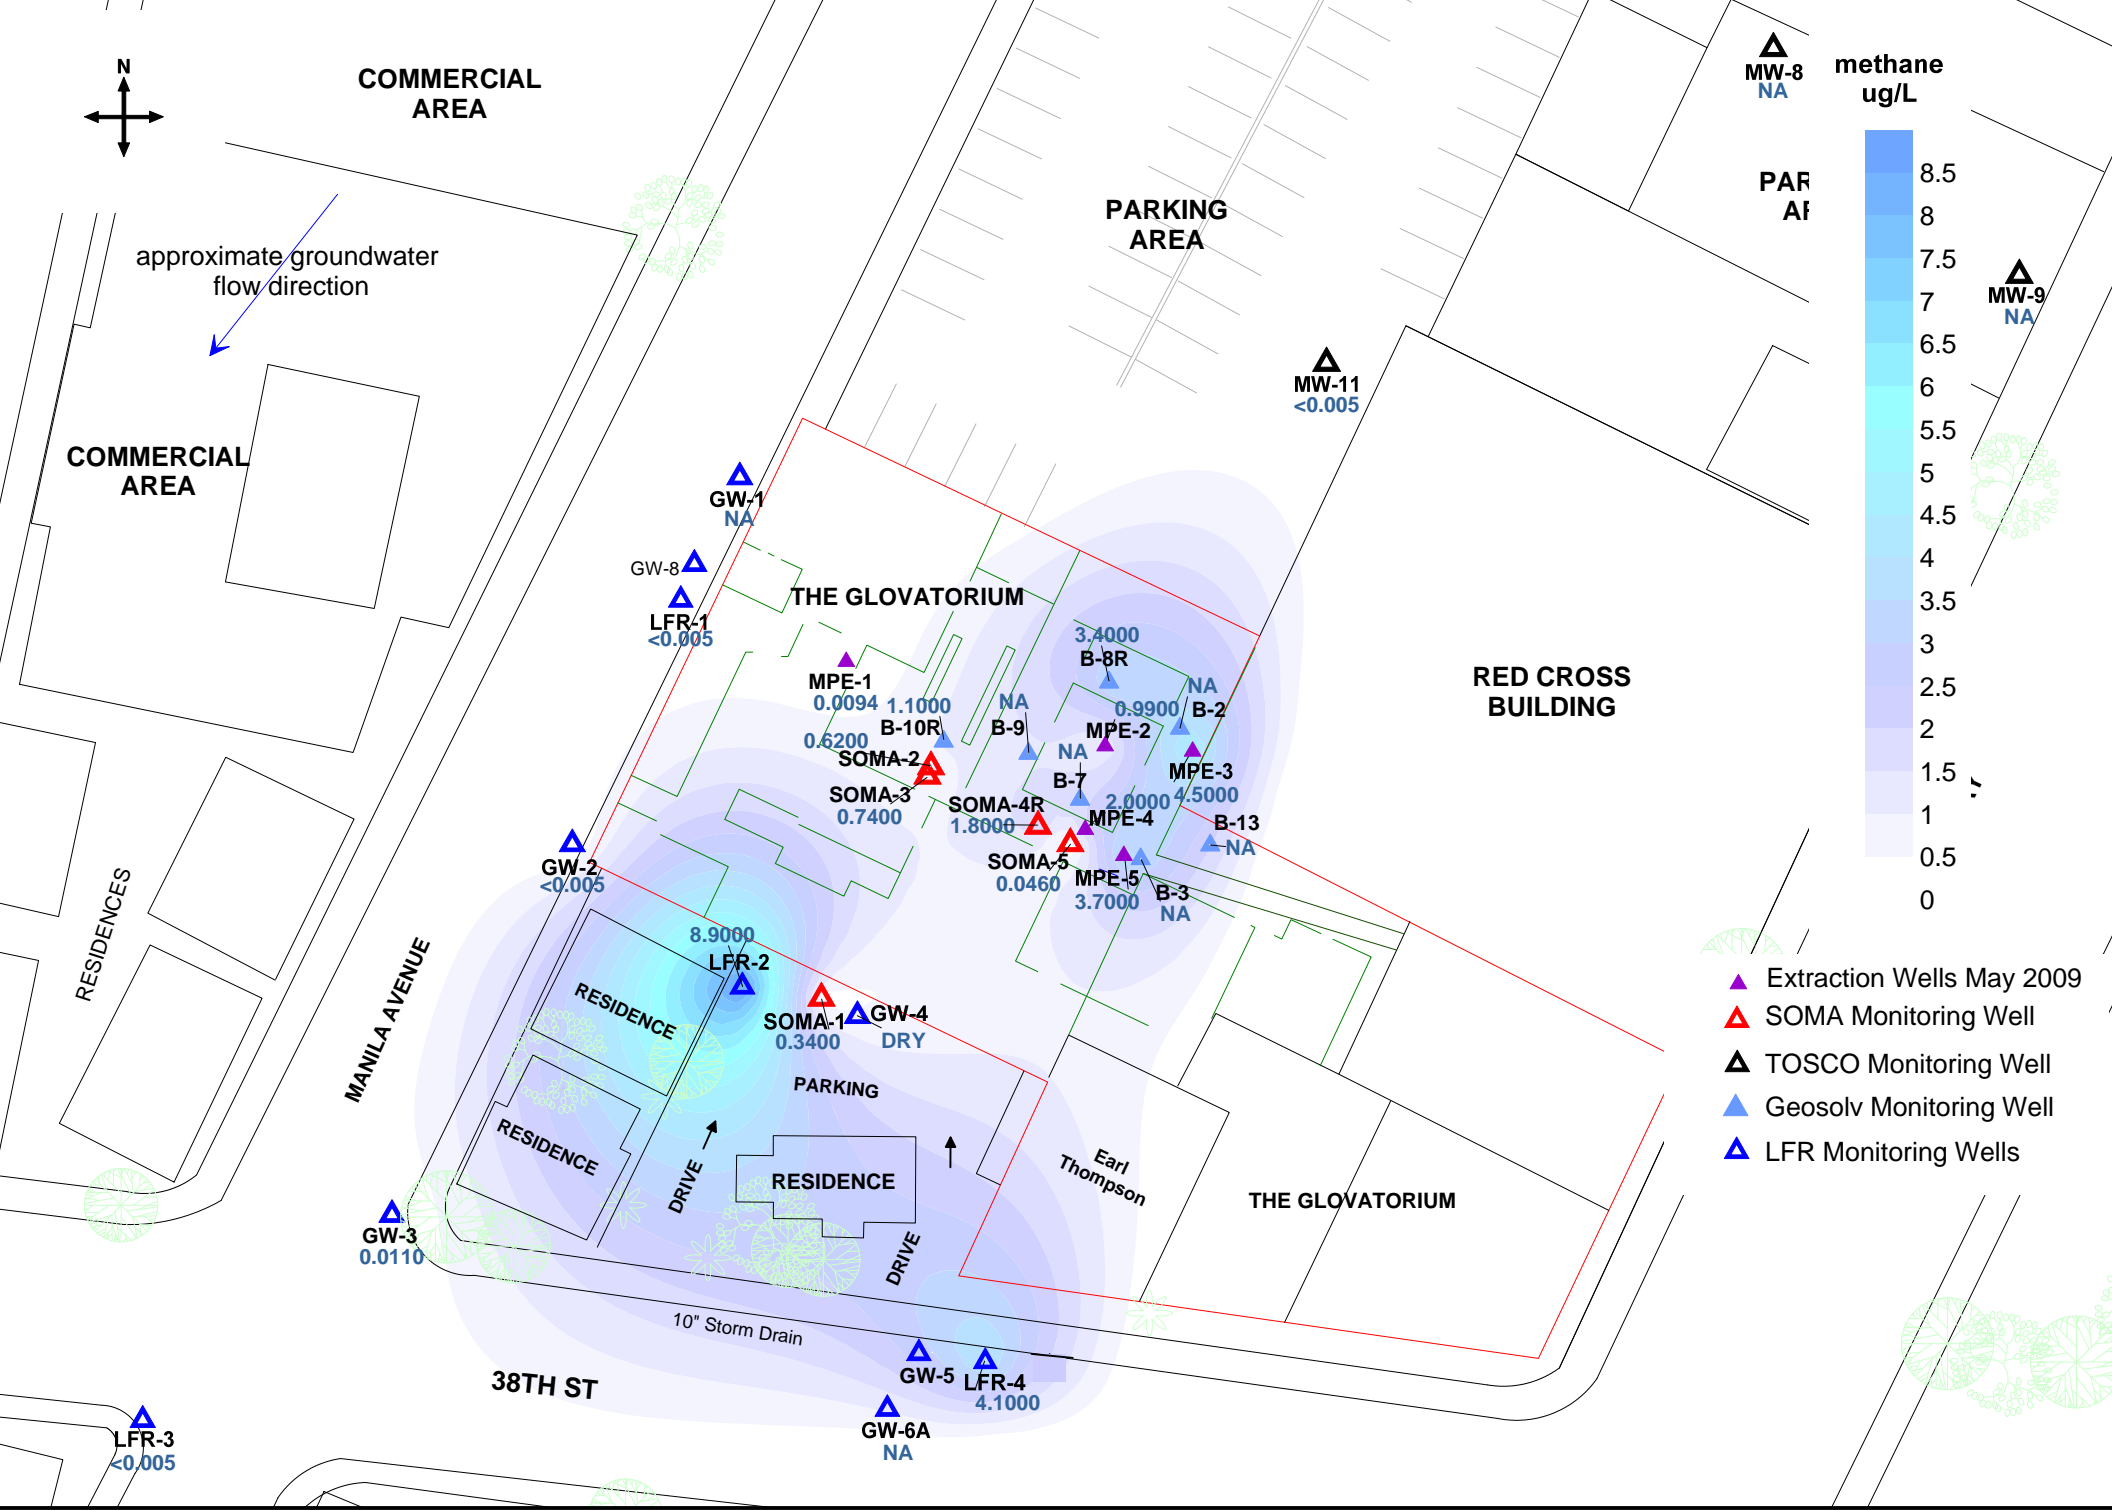 N
COMMERCIAL
AREA
approximate groundwater
flow direction
COMMERCIAL
AREA
PARKING
AREA
MW-8
NA
methane
ug/L
8.5
8
7.5
7
6.5
6
5.5
5
4.5
4
3.5
3
2.5
2
1.5
1
0.5
0
MW-9
NA
MW-11
<0.005
GW-1
NA
GW-8
LFR-1
<0.005
THE GLOVATORIUM
MPE-1
0.0094
1.1000
B-10R
0.6200
SOMA-2
SOMA-3
0.7400
NA
B-9
3.4000
B-8R
NA
B-2
0.9900
MPE-2
NA
B-7
MPE-3
4.5000
2.0000
MPE-4
SOMA-4R
1.8000
SOMA-5
0.0460
MPE-5
3.7000
B-3
NA
B-13
NA
RED CROSS
BUILDING
GW-2
<0.005
RESIDENCES
MANILA AVENUE
8.9000
LFR-2
RESIDENCE
SOMA-1
0.3400
GW-4
DRY
PARKING
RESIDENCE
DRIVE
RESIDENCE
DRIVE
Earl
Thompson
THE GLOVATORIUM
GW-3
0.0110
10" Storm Drain
38TH ST
GW-5
LFR-4
4.1000
GW-6A
NA
LFR-3
<0.005
Extraction Wells May 2009
SOMA Monitoring Well
TOSCO Monitoring Well
Geosolv Monitoring Well
LFR Monitoring Wells